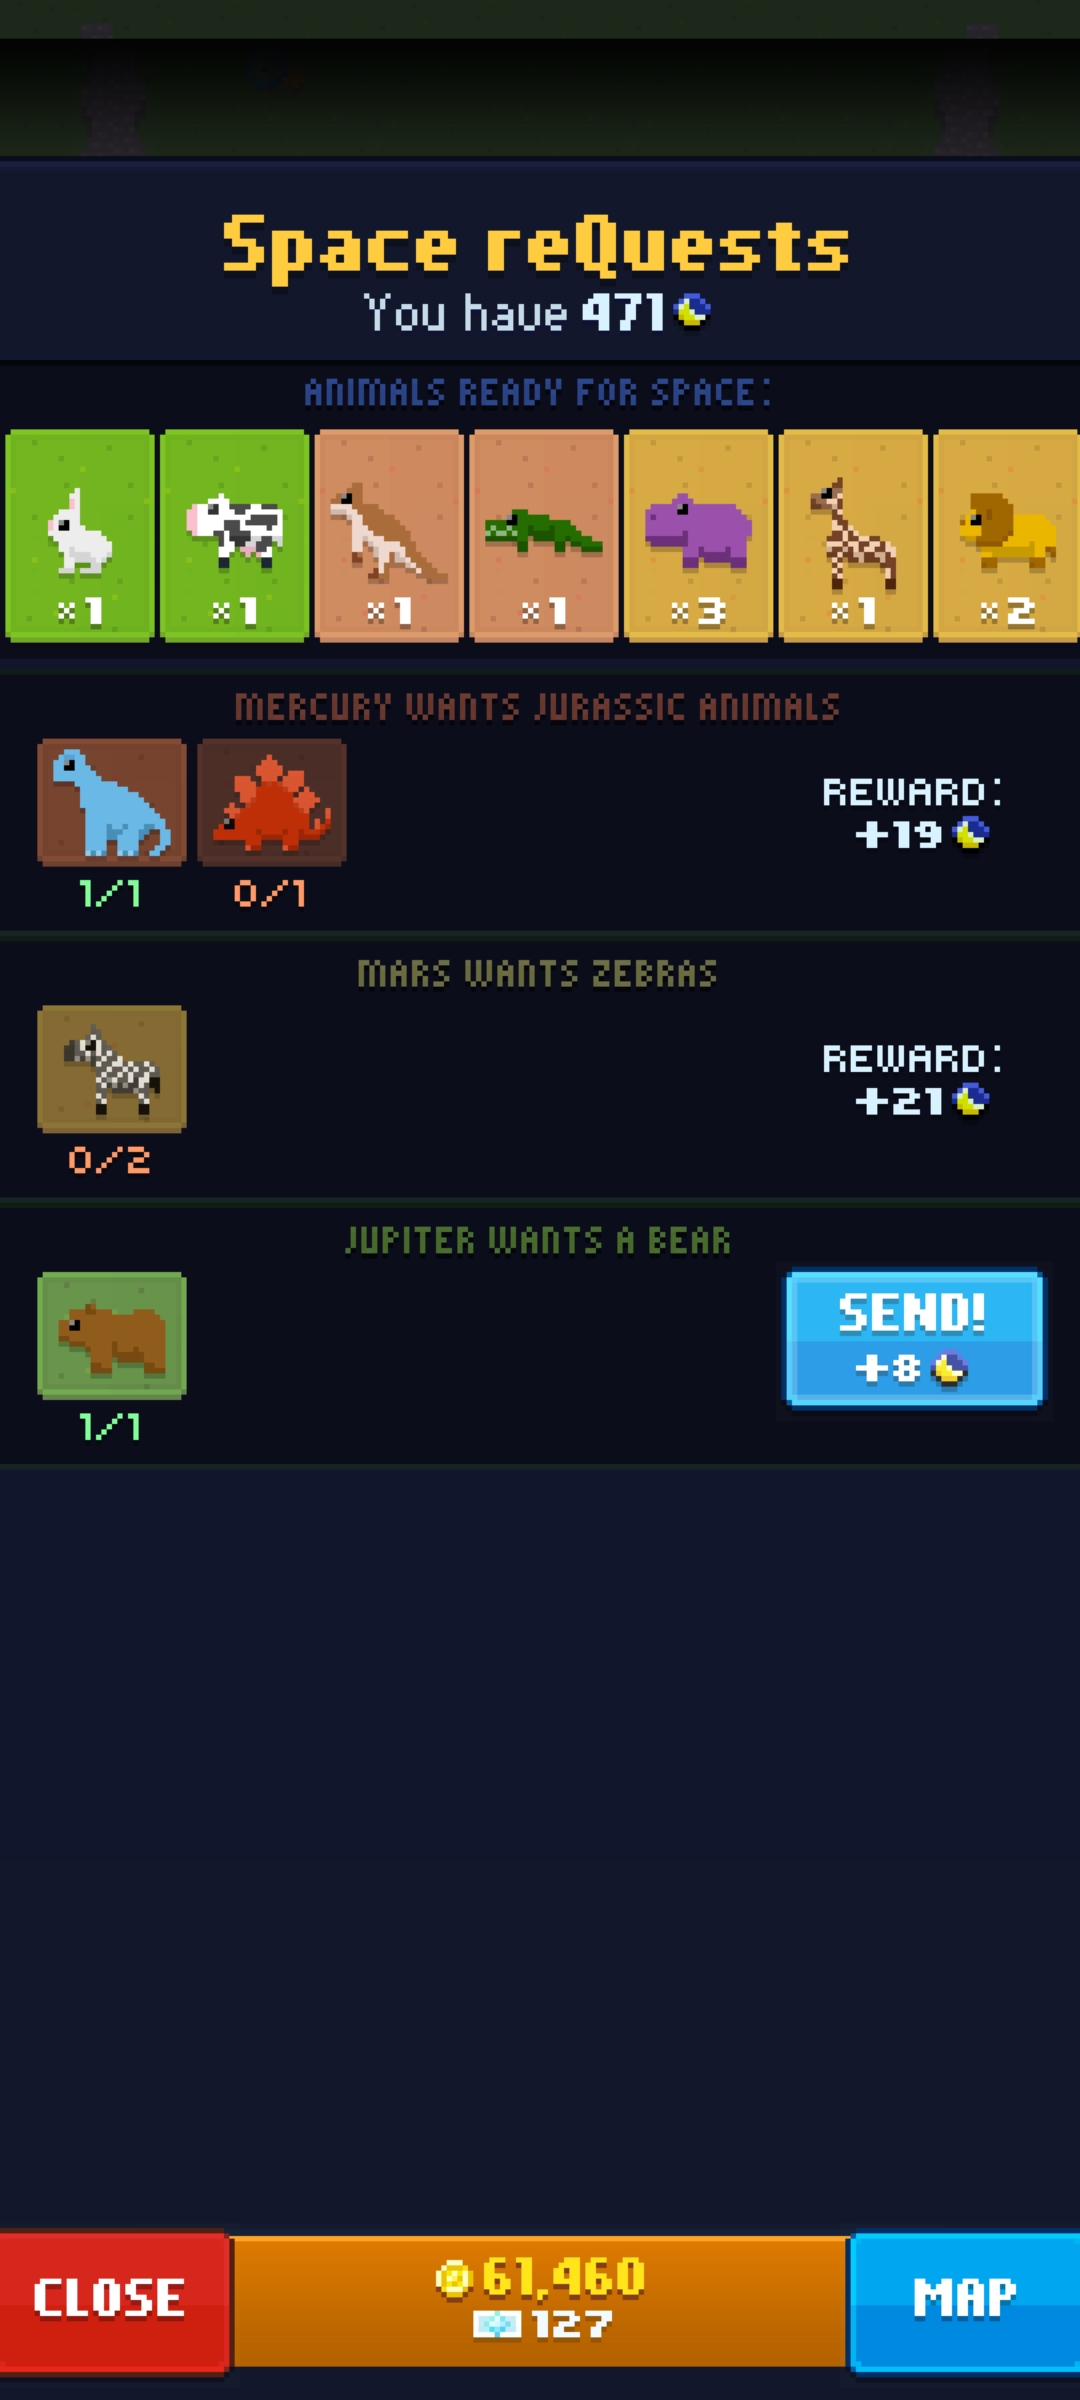 Space reQuests
You have 471
ANIMALS READY FOR SPACE:
×1 ×1 ×1 ×1 ×3 ×1 ×2
MERCURY WANTS JURASSIC ANIMALS
REWARD:
+19
1/1 0/1
MARS WANTS ZEBRAS
REWARD:
+21
0/2
JUPITER WANTS A BEAR
SEND!
+8
1/1
CLOSE
61,460
127
MAP